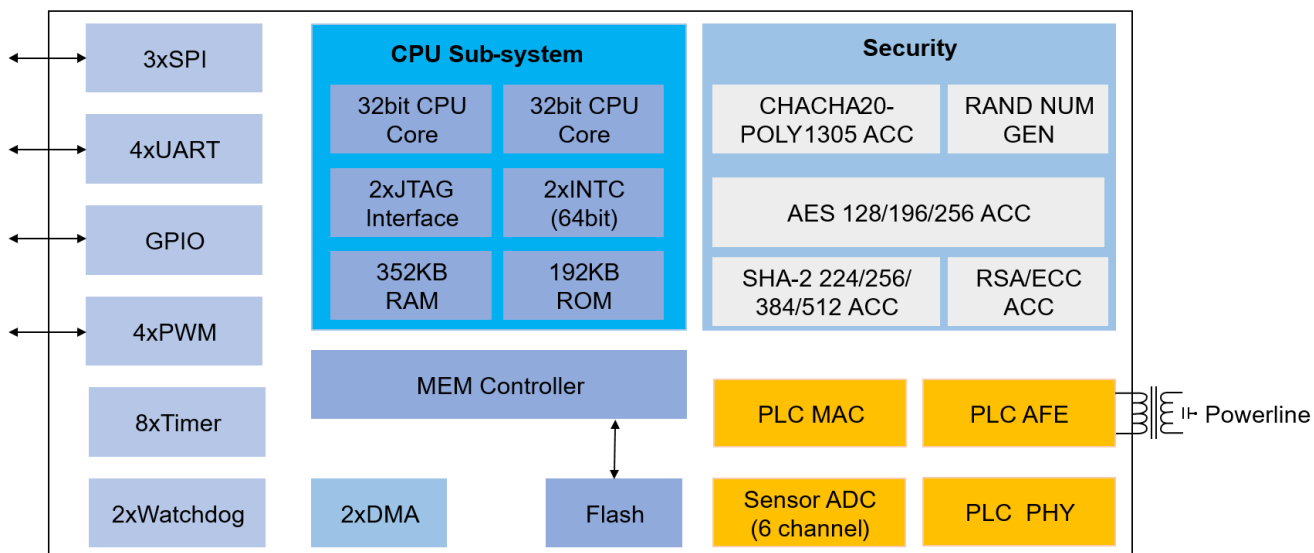 3xSPI
4xUART
GPIO
4xPWM
8xTimer
2xWatchdog
CPU Sub-system
32bit CPU
Core
32bit CPU
Core
2xJTAG
Interface
2xINTC
(64bit)
352KB
RAM
192KB
ROM
MEM Controller
2xDMA
Flash
Security
CHACHA20-
POLY1305 ACC
RAND NUM
GEN
AES 128/196/256 ACC
SHA-2 224/256/
384/512 ACC
RSA/ECC
ACC
PLC MAC
PLC AFE
Powerline
Sensor ADC
(6 channel)
PLC  PHY